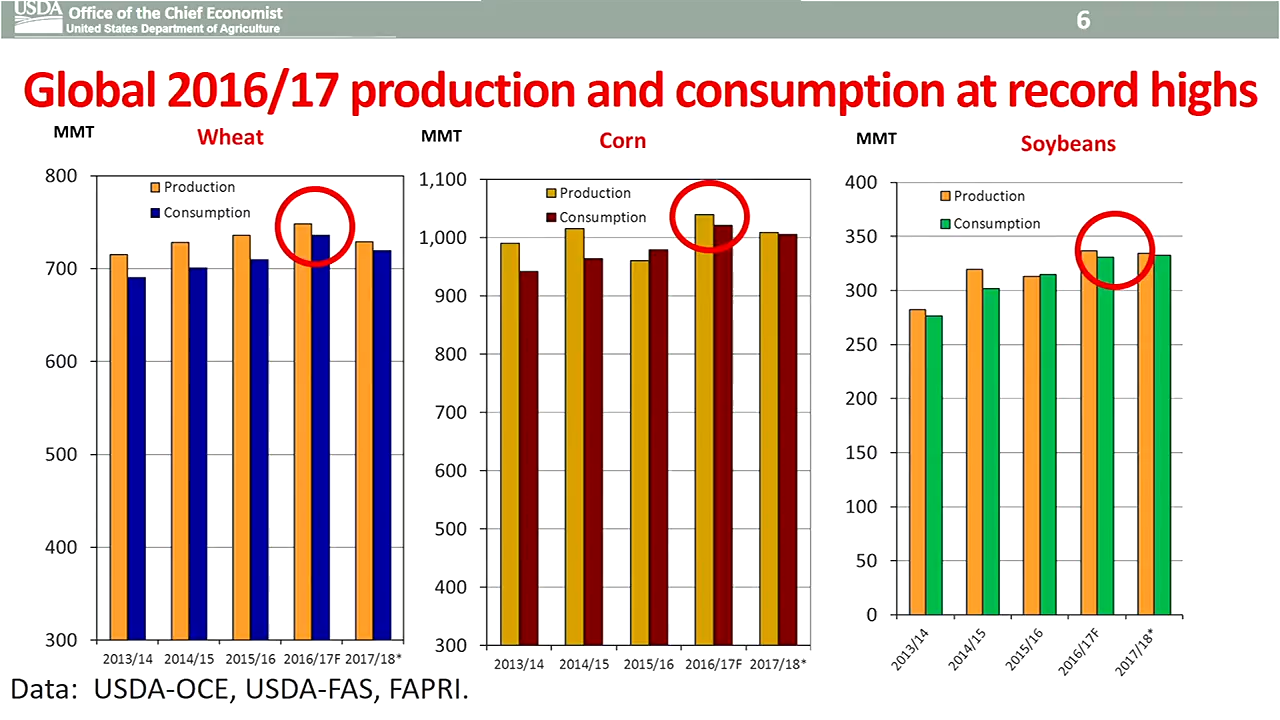 USDA Office of the Chief Economist
United States Department of Agriculture
6
Global 2016/17 production and consumption at record highs
MMT
Wheat
800
700
600
500
400
300
Production
Consumption
2013/14 2014/15 2015/16 2016/17F 2017/18*
MMT
Corn
1,100
1,000
900
800
700
600
500
400
300
Production
Consumption
2013/14 2014/15 2015/16 2016/17F 2017/18*
MMT
Soybeans
400
350
300
250
200
150
100
50
0
Production
Consumption
2013/14 2014/15 2015/16 2016/17F 2017/18*
Data: USDA-OCE, USDA-FAS, FAPRI.